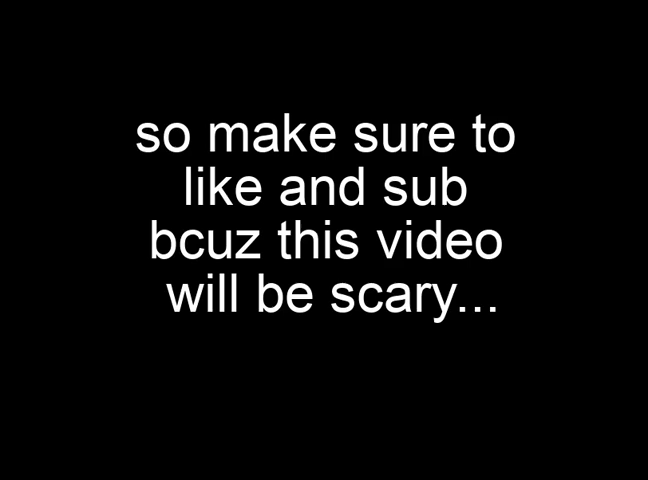 so make sure to
like and sub
bcuz this video
will be scary...